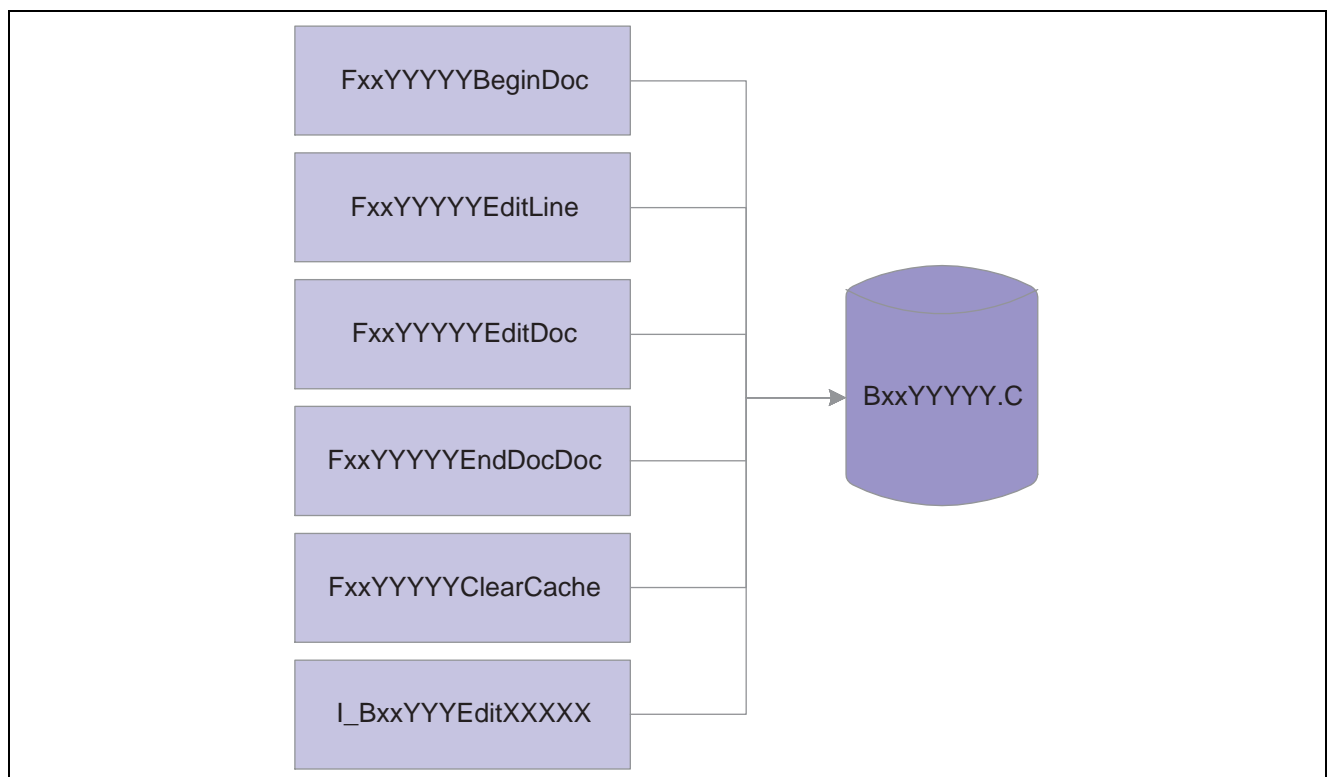 FxxYYYYYBeginDoc
FxxYYYYYEditLine
FxxYYYYYEditDoc
FxxYYYYYEndDocDoc
FxxYYYYYClearCache
I_BxxYYYEditXXXXX
BxxYYYYY.C